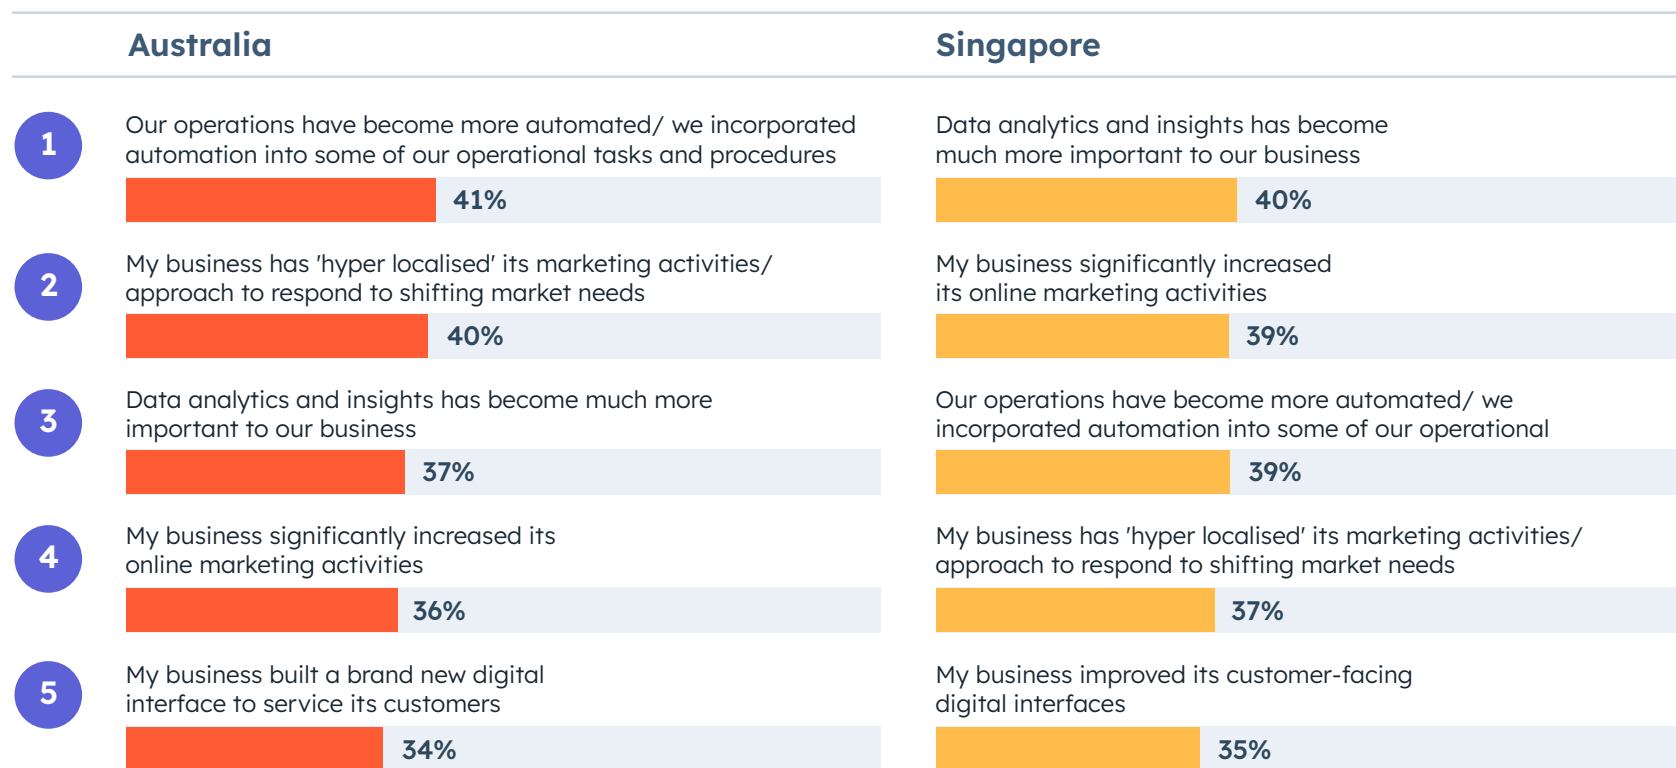 Australia
Singapore
1
Our operations have become more automated/ we incorporated
automation into some of our operational tasks and procedures
41%
Data analytics and insights has become
much more important to our business
40%
2
My business has 'hyper localised' its marketing activities/
approach to respond to shifting market needs
40%
My business significantly increased
its online marketing activities
39%
3
Data analytics and insights has become much more
important to our business
37%
Our operations have become more automated/ we
incorporated automation into some of our operational
39%
4
My business significantly increased its
online marketing activities
36%
My business has 'hyper localised' its marketing activities/
approach to respond to shifting market needs
37%
5
My business built a brand new digital
interface to service its customers
34%
My business improved its customer-facing
digital interfaces
35%